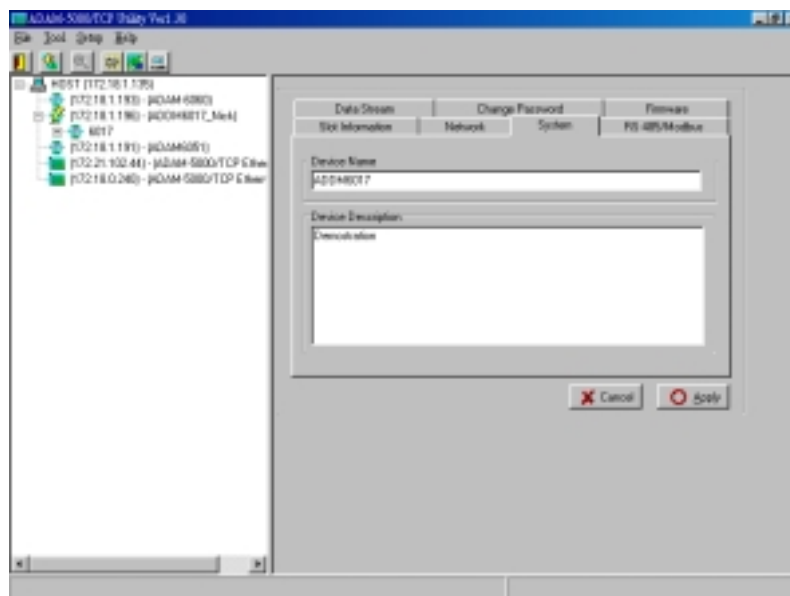 ADAM-5000/TCP Utility Ver1.30
File Tool Setup Help
HOST (172.18.1.135)
(172.18.1.193) - (ADAM-6060)
(172.18.1.196) - (ADDH6017_Nick)
6017
(172.18.1.191) - (ADAM6051)
(172.21.102.44) - (ADAM-5000/TCP Ether
(172.18.0.240) - (ADAM-5000/TCP Ether
Data Stream Change Password Firmware
Slot Information Network System RS-485/Modbus
Device Name
ADDH6017
Device Description
Demostration
Cancel Apply